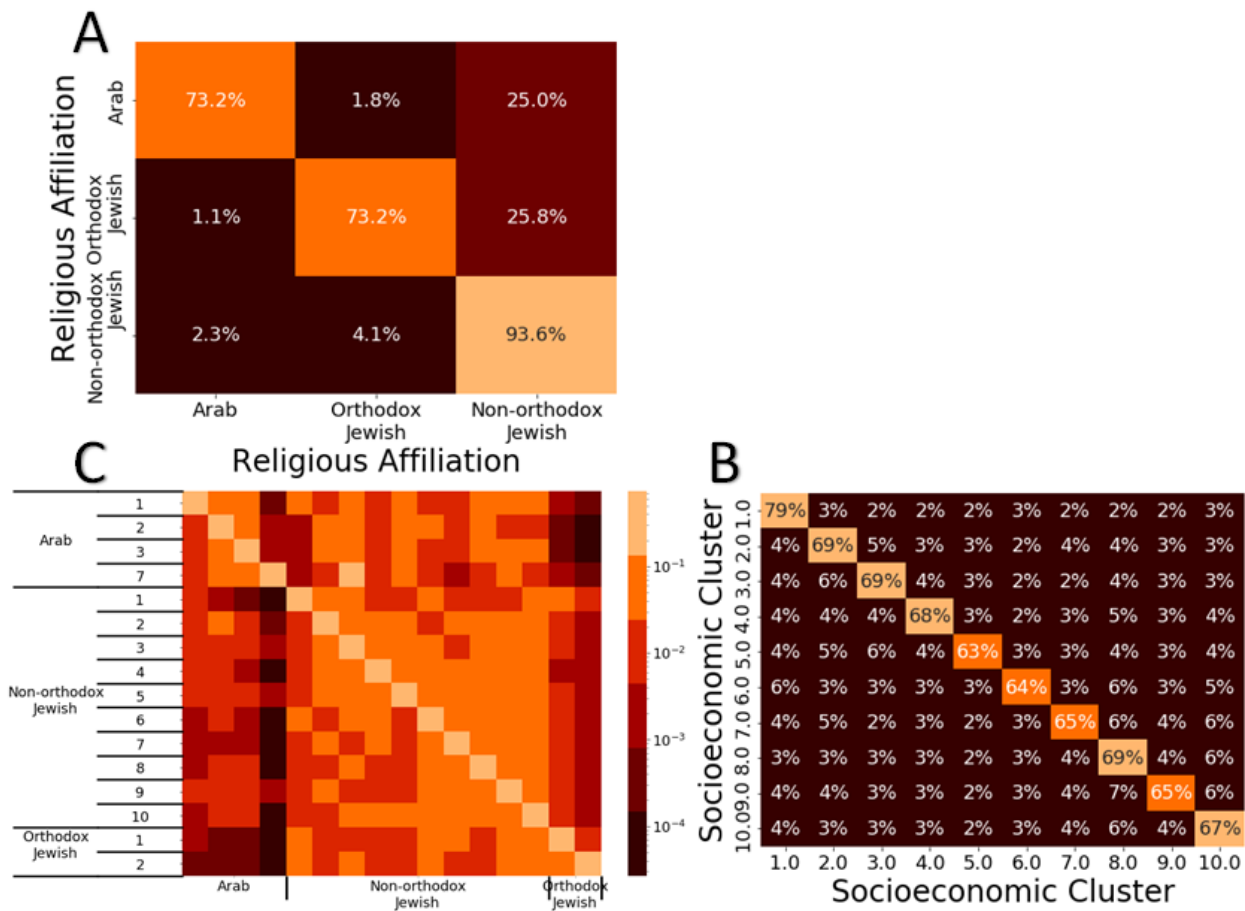 A
Religious Affiliation
Arab
73.2% 1.8% 25.0%
Orthodox
Jewish
1.1% 73.2% 25.8%
Non-orthodox
Jewish
2.3% 4.1% 93.6%
Arab
Orthodox
Jewish
Non-orthodox
Jewish
Religious Affiliation
C
Arab
1
2
3
7
Non-orthodox
Jewish
1
2
3
4
5
6
7
8
9
10
Orthodox
Jewish
1
2
Arab
Non-orthodox
Jewish
Orthodox
Jewish
10⁻¹
10⁻²
10⁻³
10⁻⁴
B
Socioeconomic Cluster
1.0 79% 3% 2% 2% 2% 3% 2% 2% 2% 3%
2.0 4% 69% 5% 3% 3% 2% 4% 4% 3% 3%
3.0 4% 6% 69% 4% 3% 2% 2% 4% 3% 3%
4.0 4% 4% 4% 68% 3% 2% 3% 5% 3% 4%
5.0 4% 5% 6% 4% 63% 3% 3% 4% 3% 4%
6.0 6% 3% 3% 3% 3% 64% 3% 6% 3% 5%
7.0 4% 5% 2% 3% 2% 3% 65% 6% 4% 6%
8.0 3% 3% 3% 3% 2% 3% 4% 69% 4% 6%
9.0 4% 4% 3% 3% 2% 3% 4% 7% 65% 6%
10.0 4% 3% 3% 3% 2% 3% 4% 6% 4% 67%
1.0 2.0 3.0 4.0 5.0 6.0 7.0 8.0 9.0 10.0
Socioeconomic Cluster